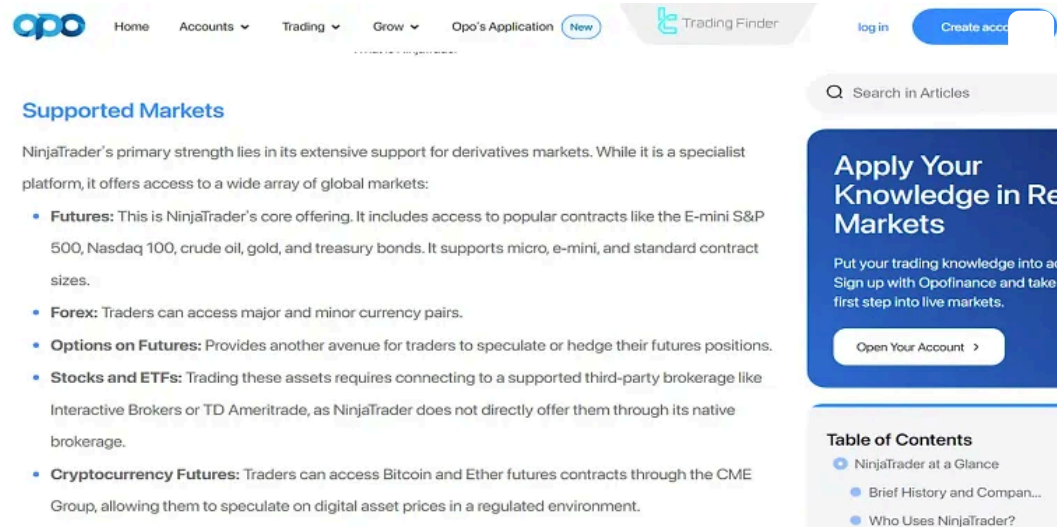 opo
Home
Accounts
Trading
Grow
Opo's Application
New
Trading Finder
log in
Create acco
What is NinjaTrader
Search in Articles
Supported Markets
NinjaTrader's primary strength lies in its extensive support for derivatives markets. While it is a specialist
platform, it offers access to a wide array of global markets:
• Futures: This is NinjaTrader's core offering. It includes access to popular contracts like the E-mini S&P
500, Nasdaq 100, crude oil, gold, and treasury bonds. It supports micro, e-mini, and standard contract
sizes.
• Forex: Traders can access major and minor currency pairs.
• Options on Futures: Provides another avenue for traders to speculate or hedge their futures positions.
• Stocks and ETFs: Trading these assets requires connecting to a supported third-party brokerage like
Interactive Brokers or TD Ameritrade, as NinjaTrader does not directly offer them through its native
brokerage.
• Cryptocurrency Futures: Traders can access Bitcoin and Ether futures contracts through the CME
Group, allowing them to speculate on digital asset prices in a regulated environment.
Apply Your
Knowledge in Re
Markets
Put your trading knowledge into ac
Sign up with Opofinance and take
first step into live markets.
Open Your Account
Table of Contents
NinjaTrader at a Glance
Brief History and Compan...
Who Uses NinjaTrader?